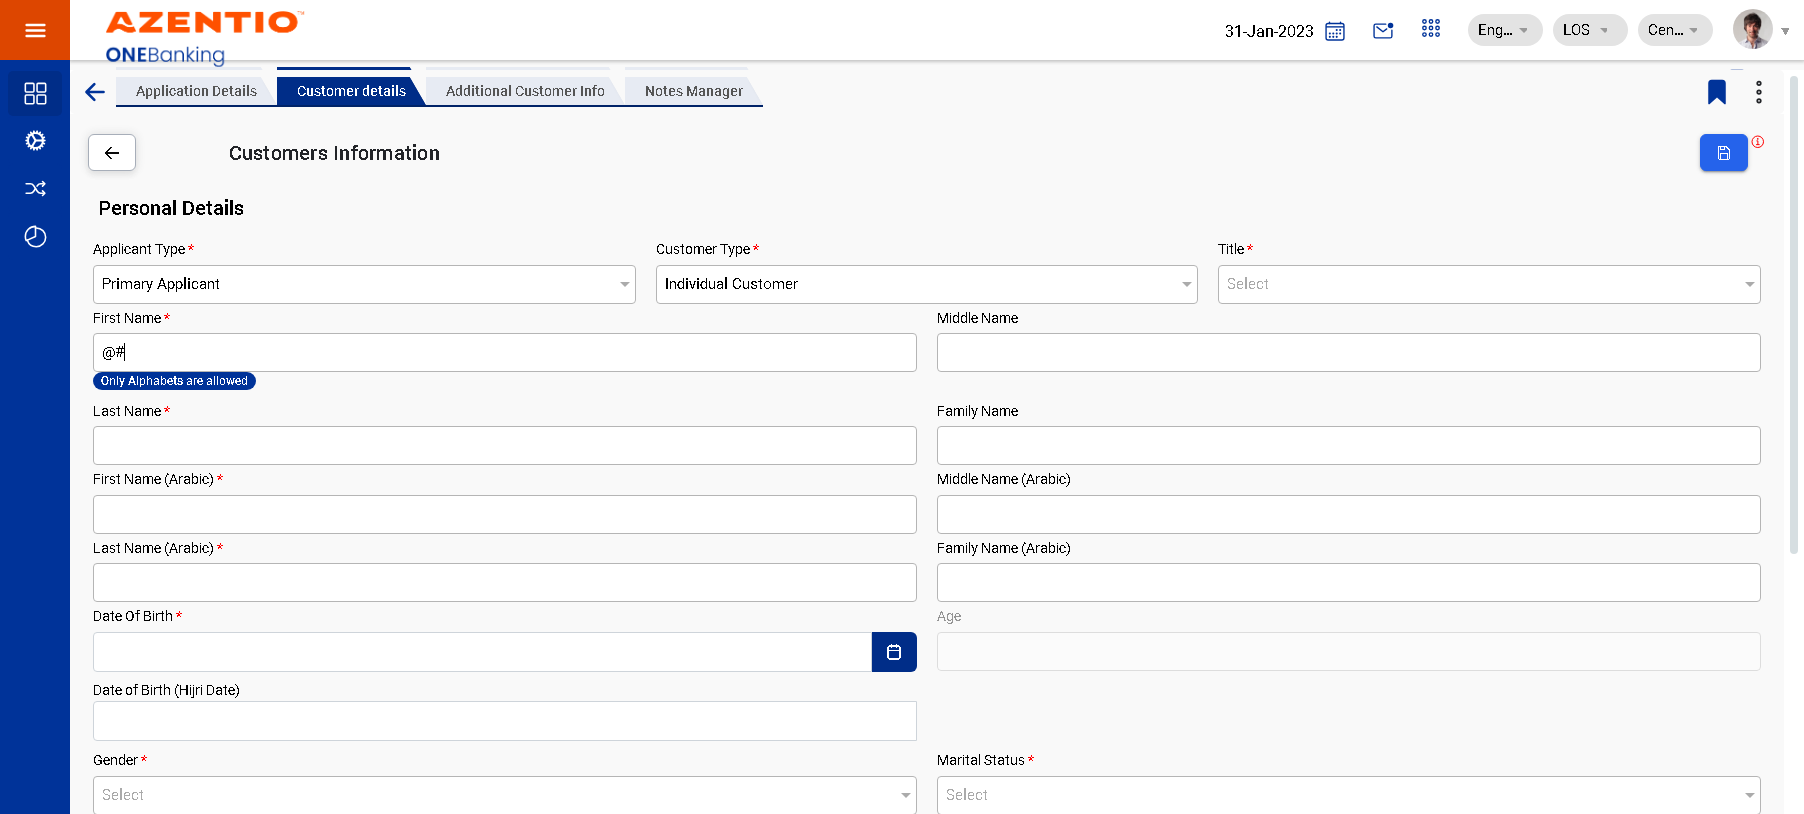 AZENTIO™
ONEBanking
31-Jan-2023
Eng...
LOS
Cen...
Application Details
Customer details
Additional Customer Info
Notes Manager
Customers Information
Personal Details
Applicant Type *
Customer Type *
Title *
Primary Applicant
Individual Customer
Select
First Name *
Middle Name
@#
Only Alphabets are allowed
Last Name *
Family Name
First Name (Arabic) *
Middle Name (Arabic)
Last Name (Arabic) *
Family Name (Arabic)
Date Of Birth *
Age
Date of Birth (Hijri Date)
Gender *
Marital Status *
Select
Select